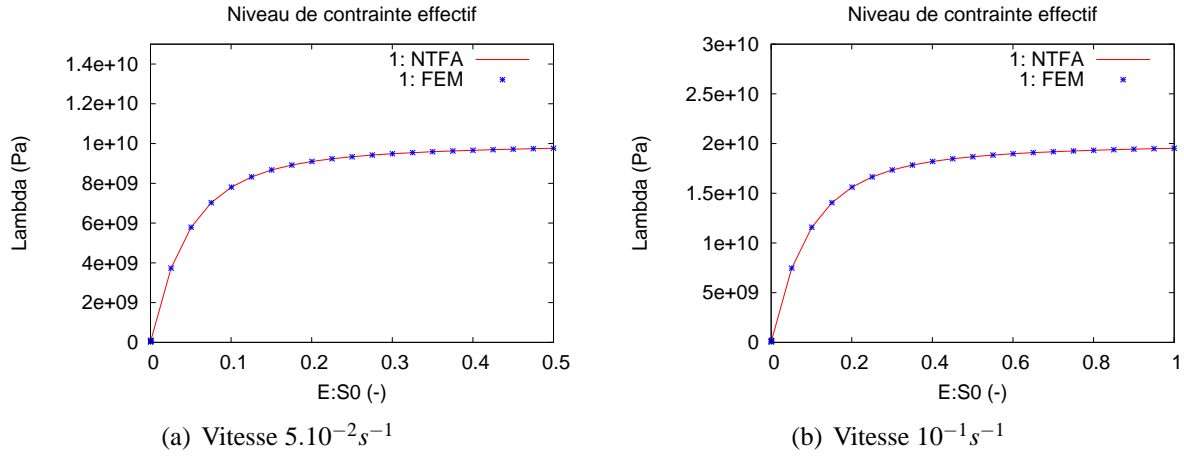 Niveau de contrainte effectif
1: NTFA
1: FEM
1.4e+10
1.2e+10
1e+10
8e+09
6e+09
4e+09
2e+09
0
Lambda (Pa)
0 0.1 0.2 0.3 0.4 0.5
E:S0 (-)
(a) Vitesse 5.10−2s−1
Niveau de contrainte effectif
1: NTFA
1: FEM
3e+10
2.5e+10
2e+10
1.5e+10
1e+10
5e+09
0
Lambda (Pa)
0 0.2 0.4 0.6 0.8 1
E:S0 (-)
(b) Vitesse 10−1s−1